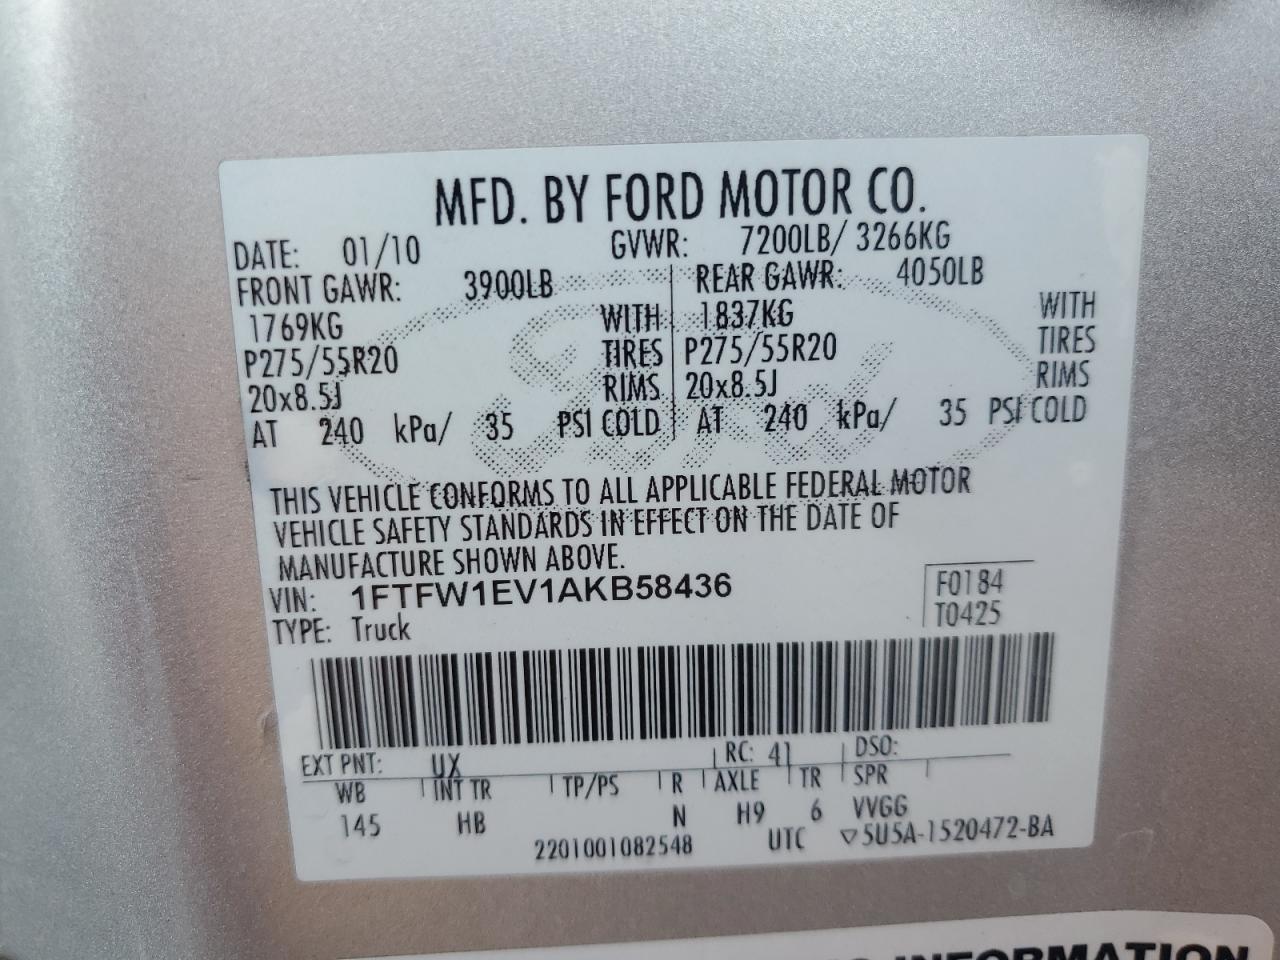 MFD. BY FORD MOTOR CO.
DATE: 01/10 GVWR: 7200LB/ 3266KG
FRONT GAWR: 3900LB REAR GAWR: 4050LB
1769KG WITH 1837KG WITH
P275/55R20 TIRES P275/55R20 TIRES
20x8.5J RIMS 20x8.5J RIMS
AT 240 kPa/ 35 PSI COLD AT 240 kPa/ 35 PSI COLD
THIS VEHICLE CONFORMS TO ALL APPLICABLE FEDERAL MOTOR
VEHICLE SAFETY STANDARDS IN EFFECT ON THE DATE OF
MANUFACTURE SHOWN ABOVE.
VIN: 1FTFW1EV1AKB58436 F0184
TYPE: Truck T0425
EXT PNT: UX RC: 41 DSO:
WB INT TR TP/PS R AXLE TR SPR
145 HB N H9 6 VVGG
2201001082548 UTC ▽5U5A-1520472-BA
INFORMATION